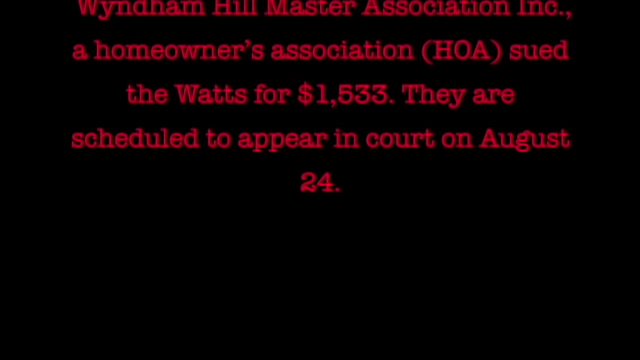 Wyndham Hill Master Association Inc.,
a homeowner's association (HOA) sued
the Watts for $1,533. They are
scheduled to appear in court on August
24.